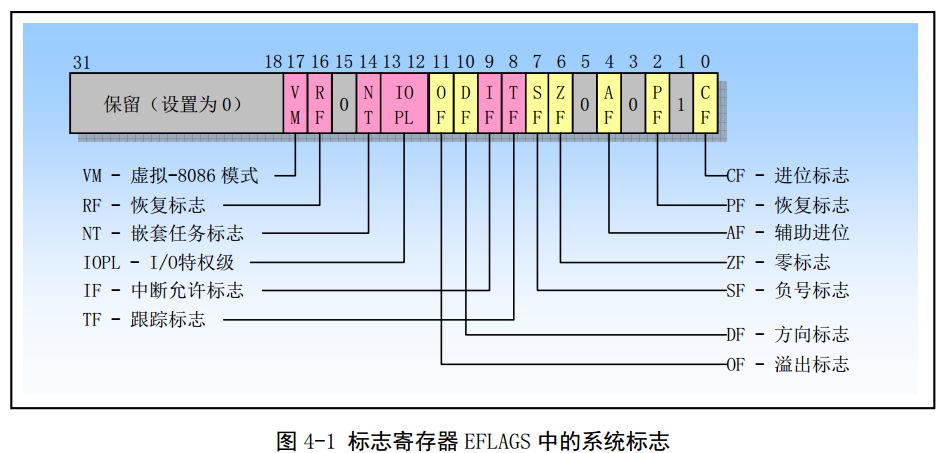 31 18 17 16 15 14 13 12 11 10 9 8 7 6 5 4 3 2 1 0
保留（设置为0） VM RF 0 NT IOPL OF DF IF TF SF ZF 0 AF 0 PF 1 CF
VM - 虚拟-8086 模式
RF - 恢复标志
NT - 嵌套任务标志
IOPL - I/O特权级
IF - 中断允许标志
TF - 跟踪标志
CF - 进位标志
PF - 恢复标志
AF - 辅助进位
ZF - 零标志
SF - 负号标志
DF - 方向标志
OF - 溢出标志
图 4-1 标志寄存器 EFLAGS 中的系统标志